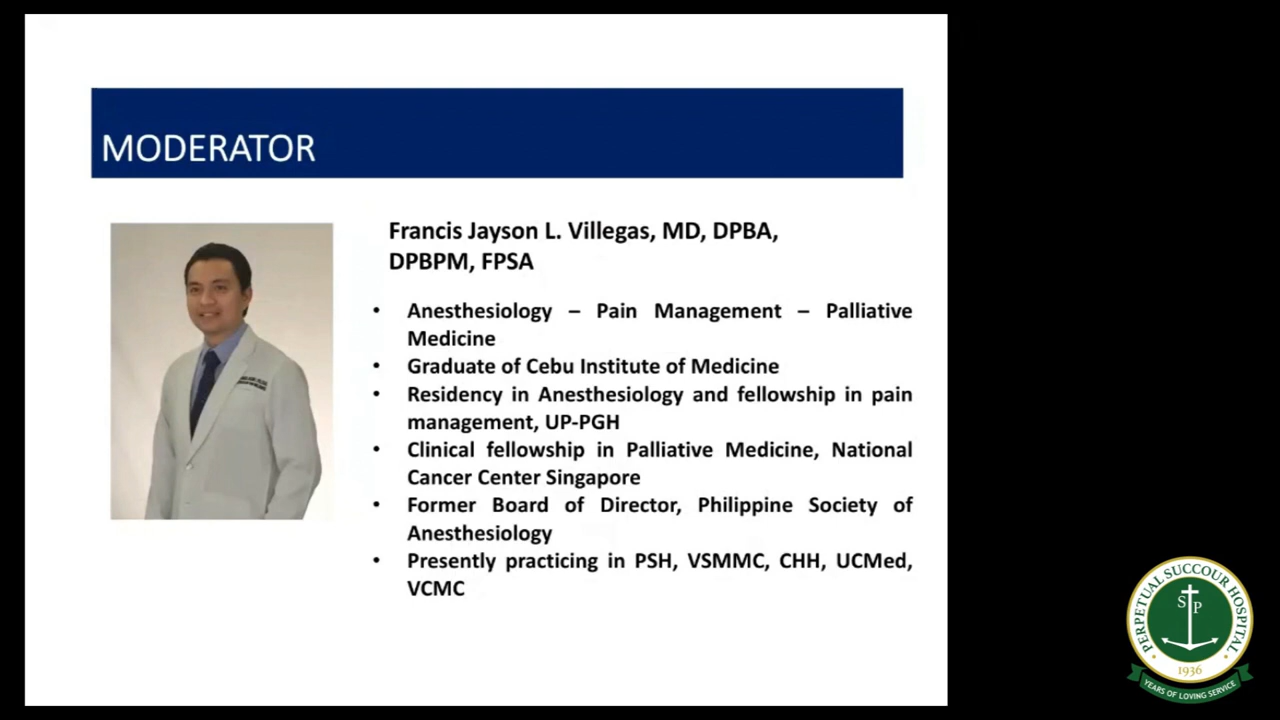 MODERATOR
Francis Jayson L. Villegas, MD, DPBA,
DPBPM, FPSA
• Anesthesiology – Pain Management – Palliative
Medicine
• Graduate of Cebu Institute of Medicine
• Residency in Anesthesiology and fellowship in pain
management, UP-PGH
• Clinical fellowship in Palliative Medicine, National
Cancer Center Singapore
• Former Board of Director, Philippine Society of
Anesthesiology
• Presently practicing in PSH, VSMMC, CHH, UCMed,
VCMC
PERPETUAL SUCCOUR HOSPITAL
S P
1936
YEARS OF LOVING SERVICE